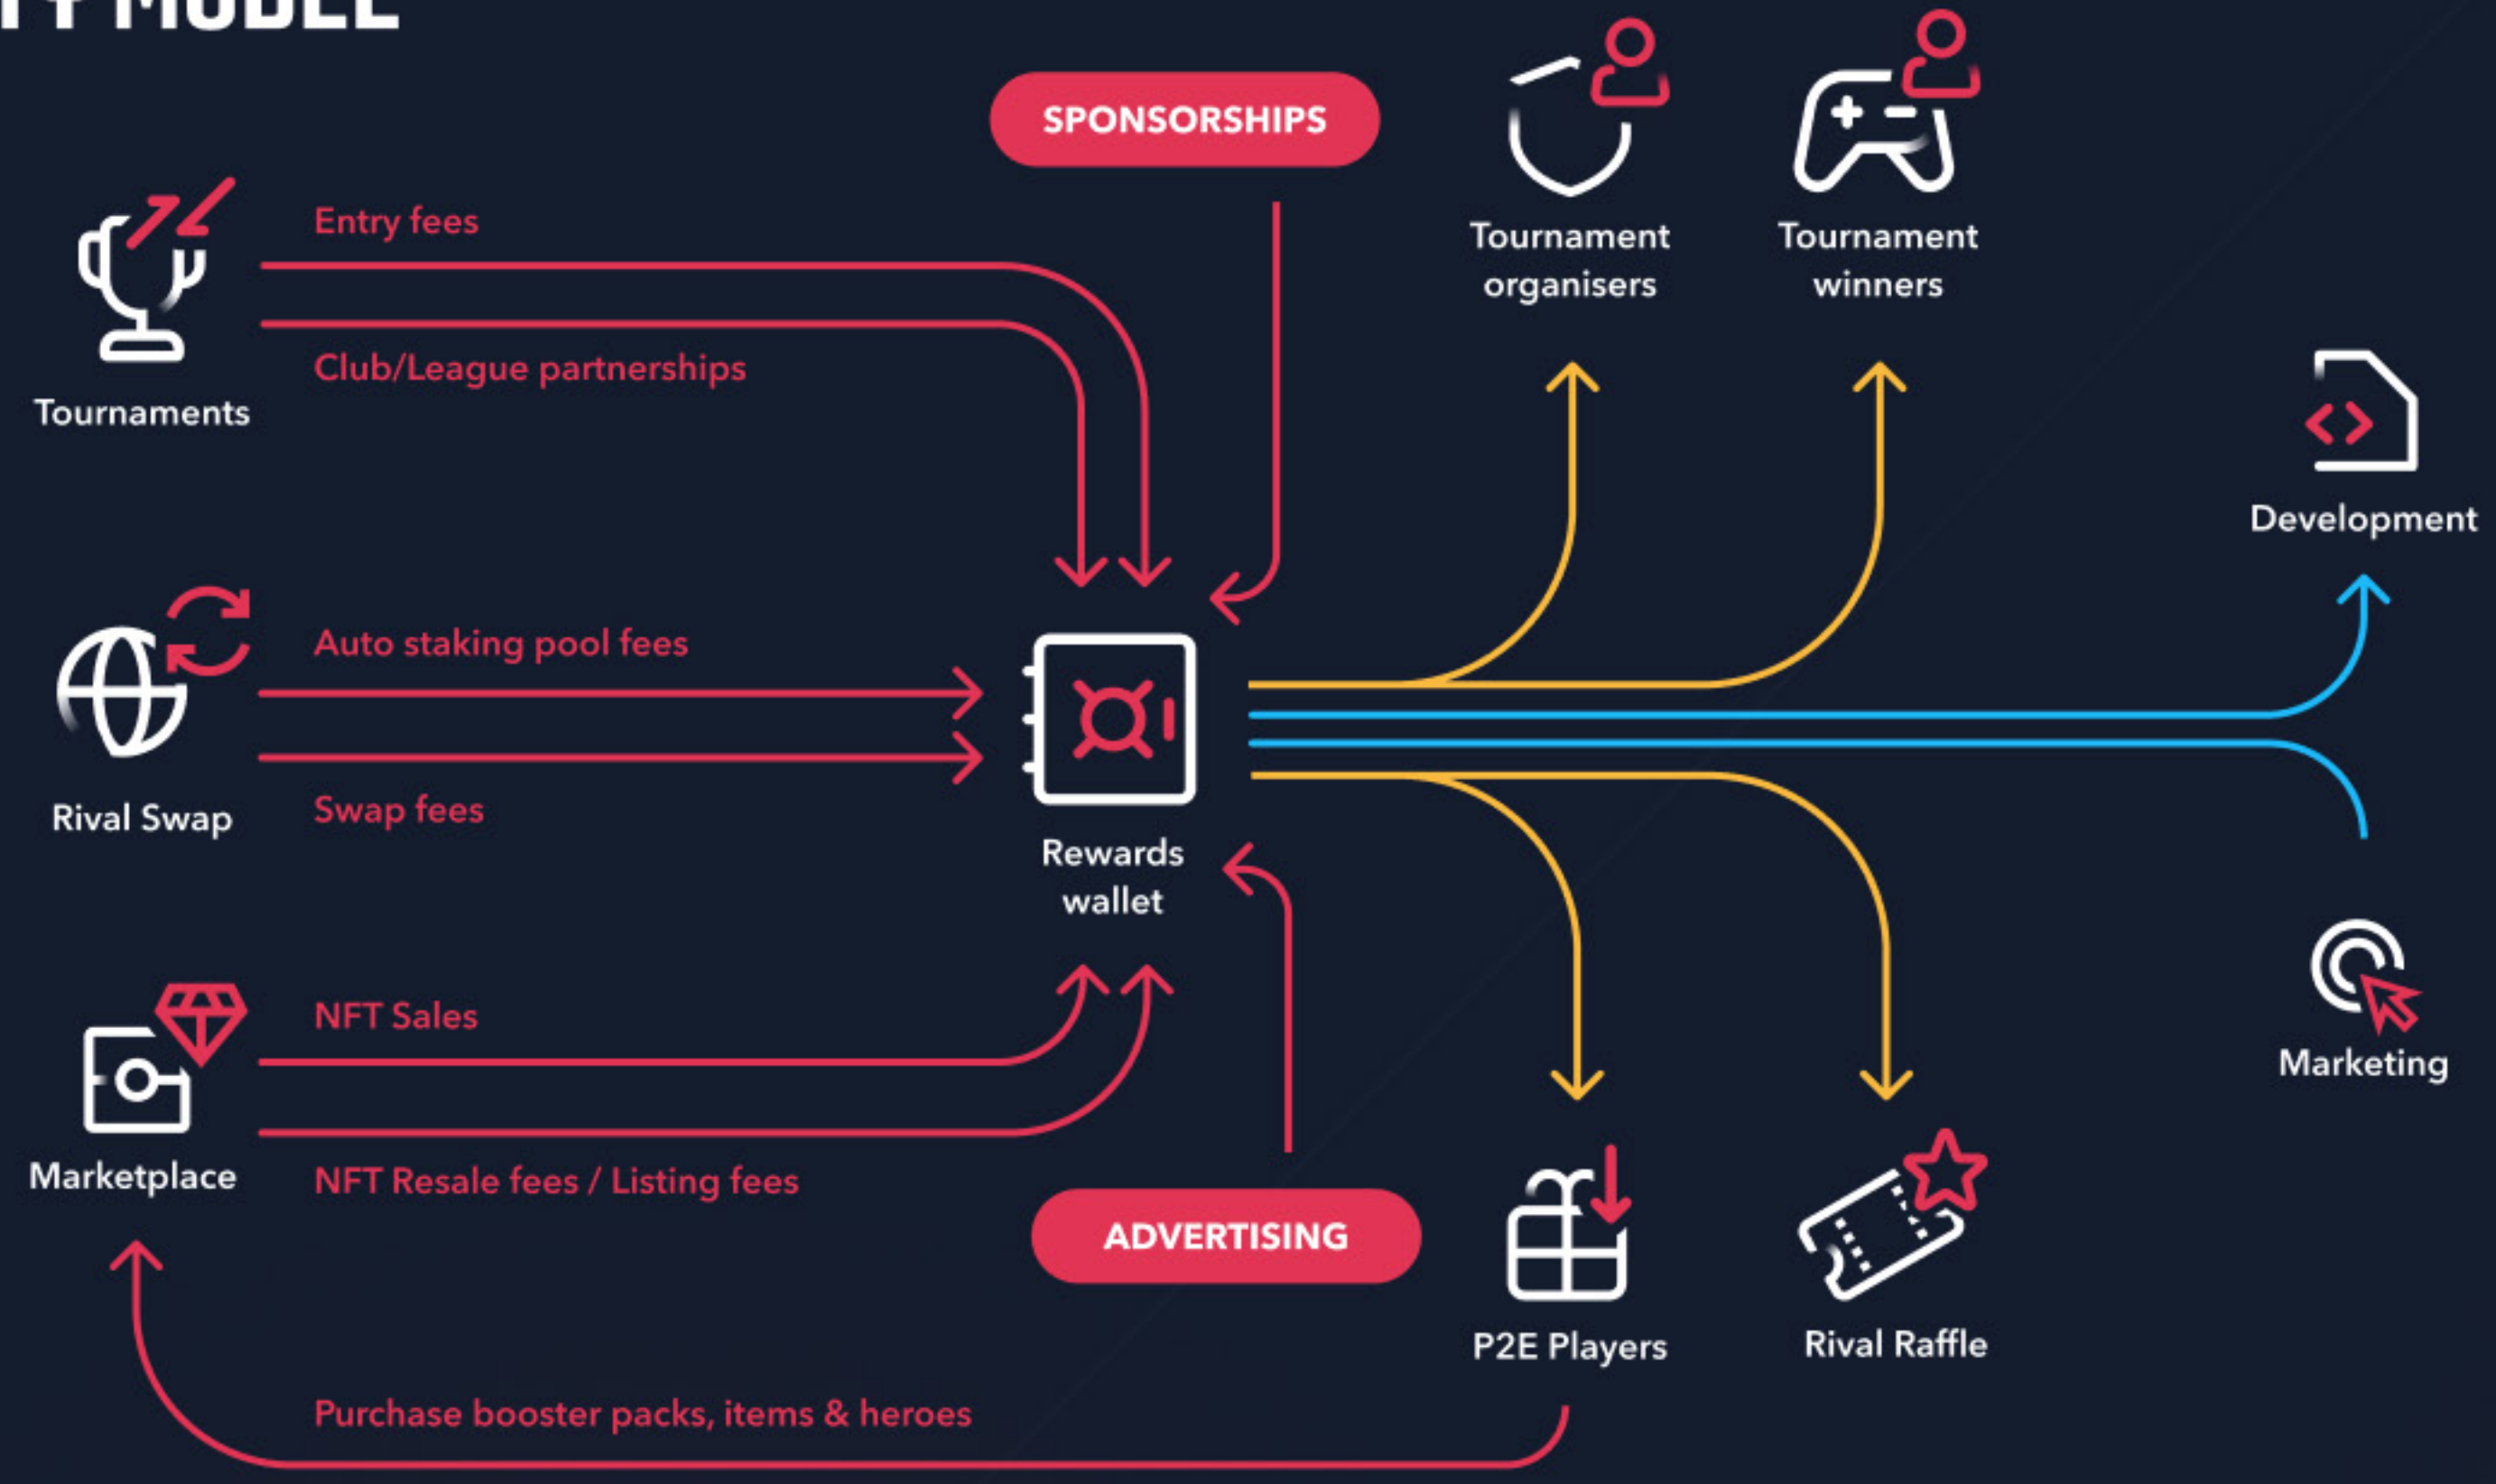 MODEL
SPONSORSHIPS
Tournament
organisers
Tournament
winners
Entry fees
Club/League partnerships
Tournaments
Development
Auto staking pool fees
Swap fees
Rival Swap
Rewards
wallet
NFT Sales
NFT Resale fees / Listing fees
Marketplace
Marketing
ADVERTISING
P2E Players
Rival Raffle
Purchase booster packs, items & heroes